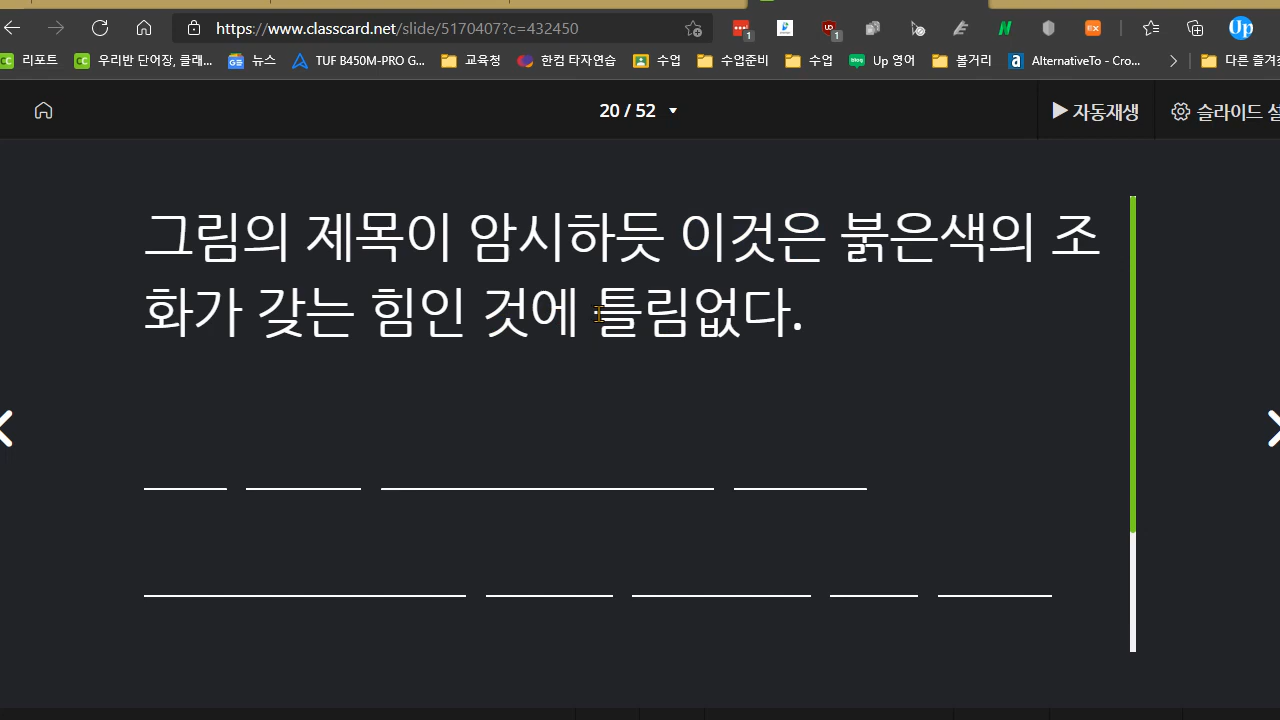 https://www.classcard.net/slide/5170407?c=432450
리포트 우리반 단어장, 클래... 뉴스 TUF B450M-PRO G... 교육청 한컴 타자연습 수업 수업준비 수업 Up 영어 볼거리 AlternativeTo - Cro... 다른 즐겨찾
20 / 52 자동재생 슬라이드 설
그림의 제목이 암시하듯 이것은 붉은색의 조
화가 갖는 힘인 것에 틀림없다.